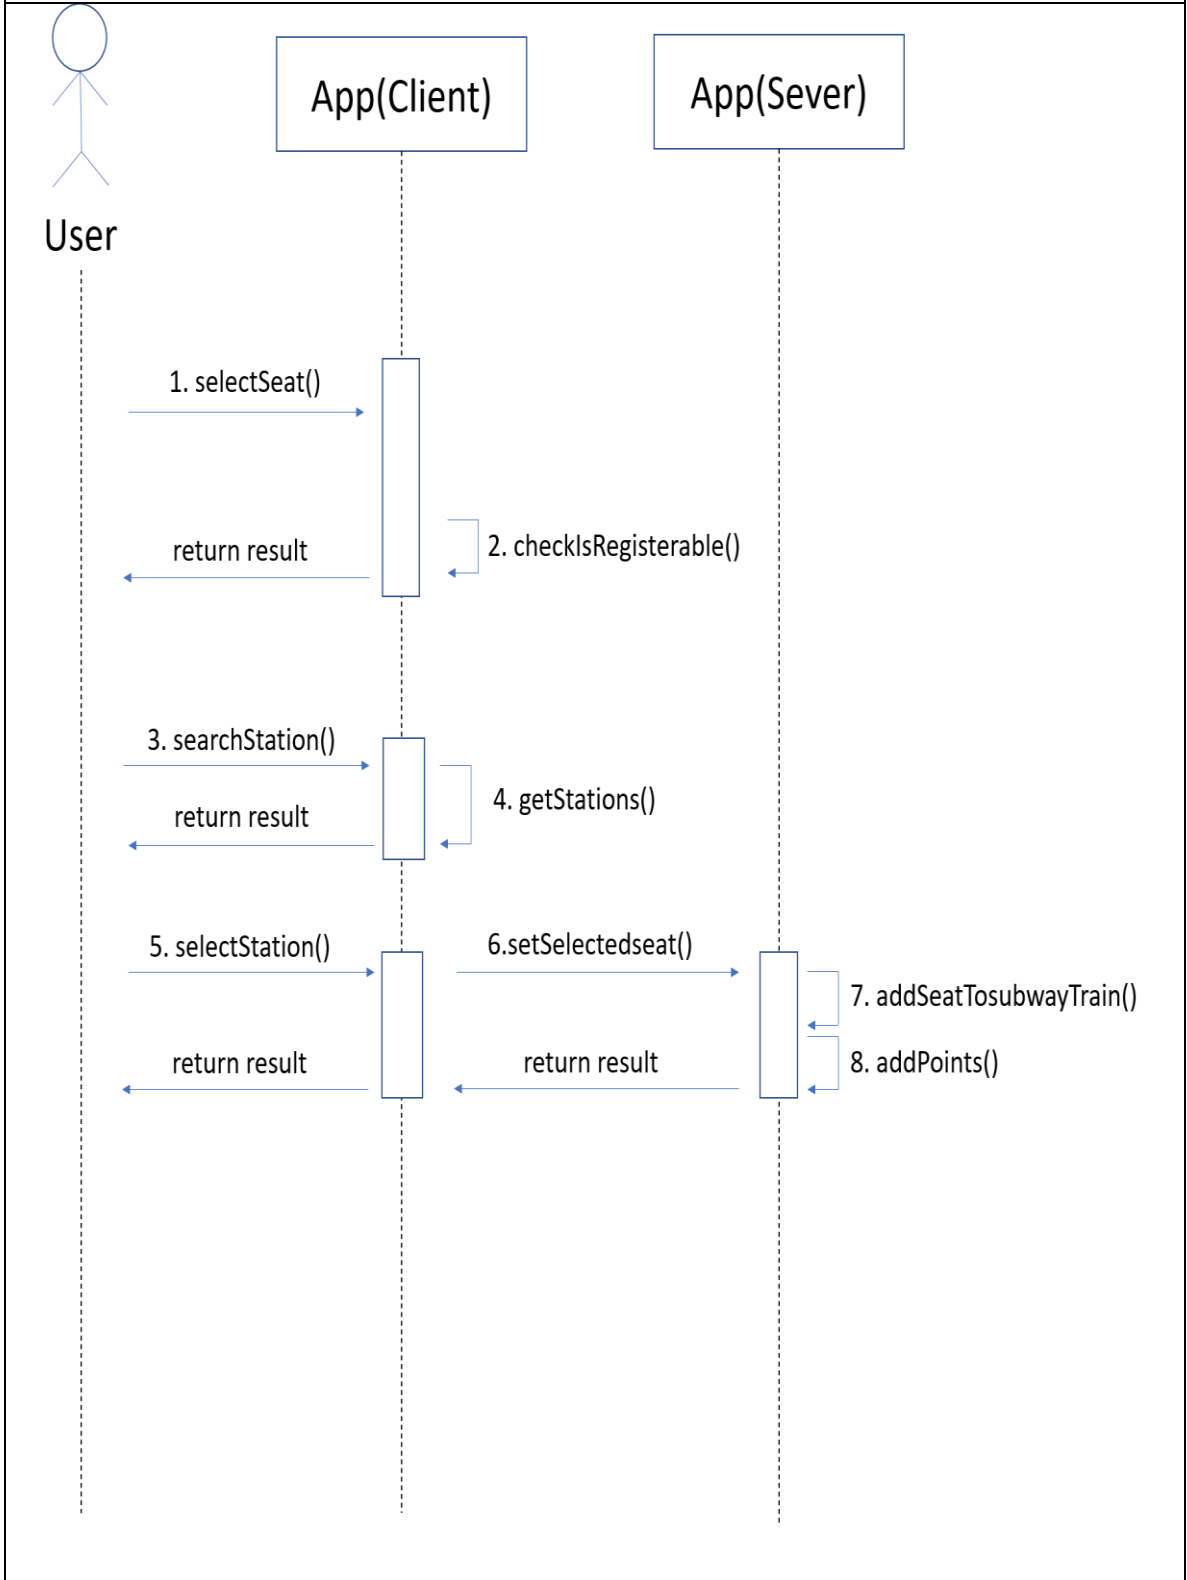 App(Client)
App(Sever)
User
1. selectSeat()
2. checkIsRegisterable()
return result
3. searchStation()
4. getStations()
return result
5. selectStation()
6.setSelectedseat()
7. addSeatTosubwayTrain()
return result
return result
8. addPoints()